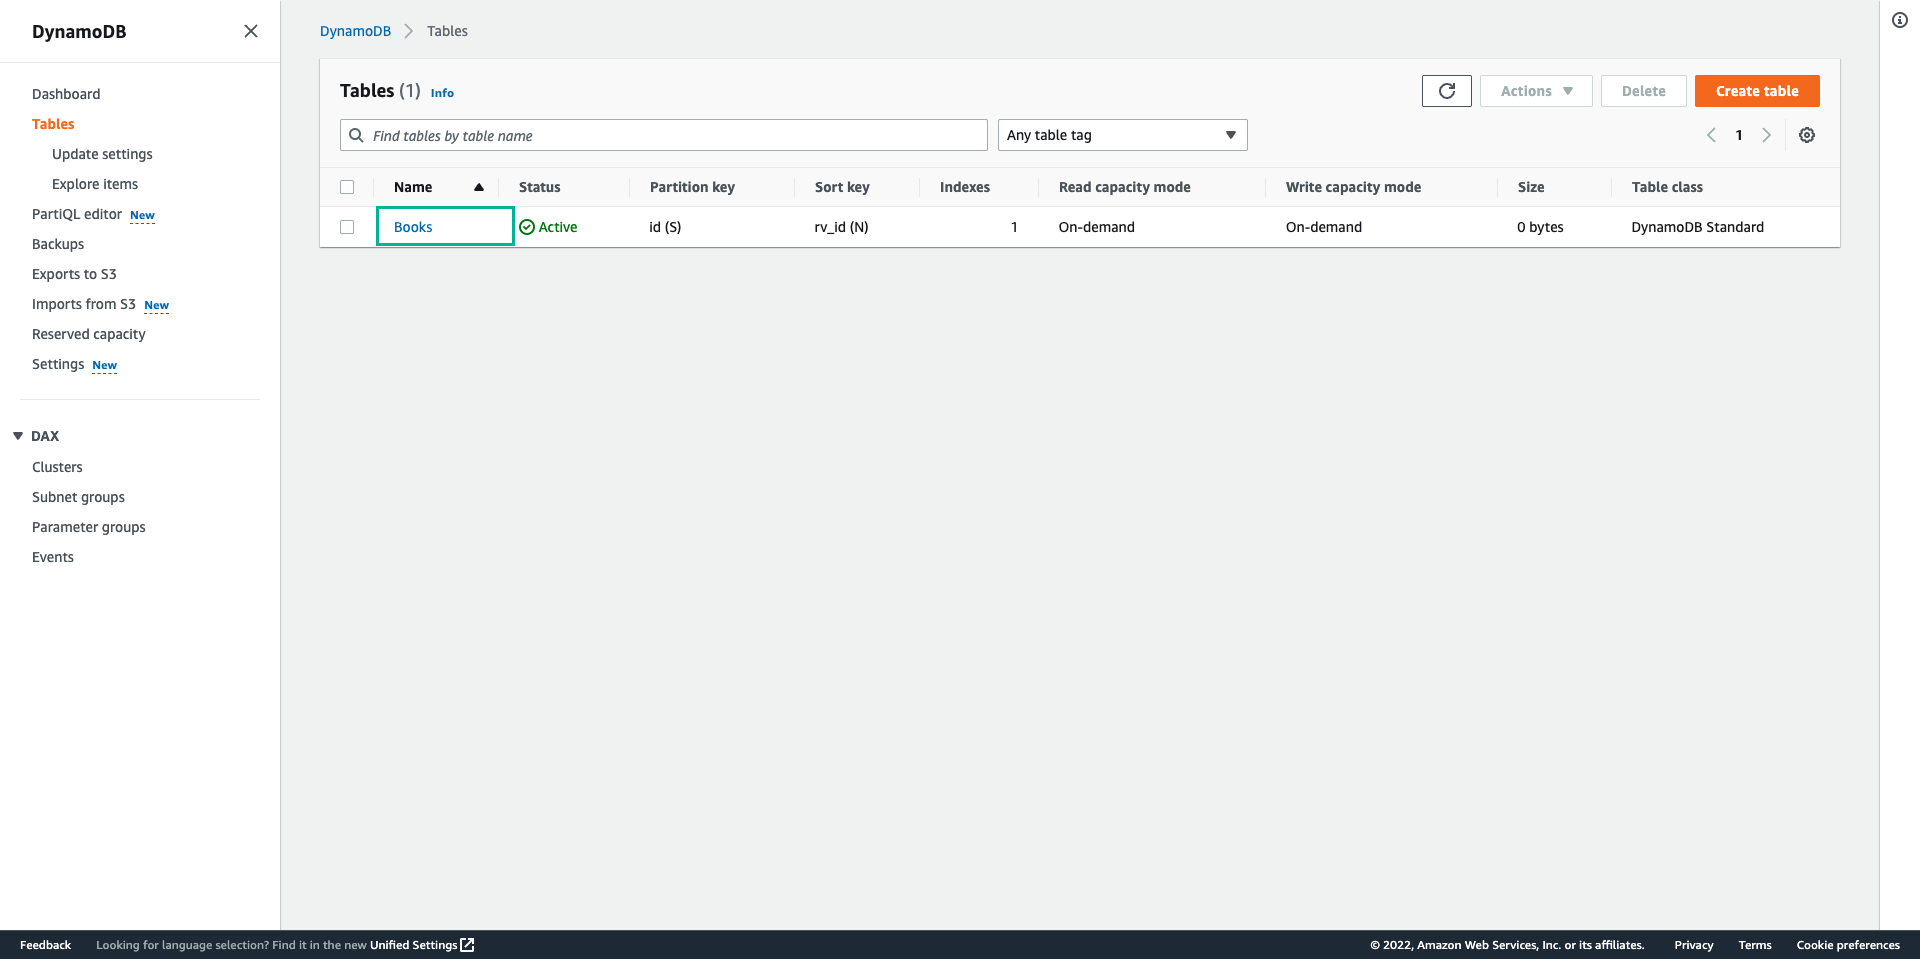 DynamoDB
Dashboard
Tables
Update settings
Explore items
PartiQL editor New
Backups
Exports to S3
Imports from S3 New
Reserved capacity
Settings New
DAX
Clusters
Subnet groups
Parameter groups
Events
DynamoDB Tables
Tables (1) Info
Actions Delete Create table
Find tables by table name Any table tag 1
Name Status Partition key Sort key Indexes Read capacity mode Write capacity mode Size Table class
Books Active id (S) rv_id (N) 1 On-demand On-demand 0 bytes DynamoDB Standard
Feedback Looking for language selection? Find it in the new Unified Settings © 2022, Amazon Web Services, Inc. or its affiliates. Privacy Terms Cookie preferences